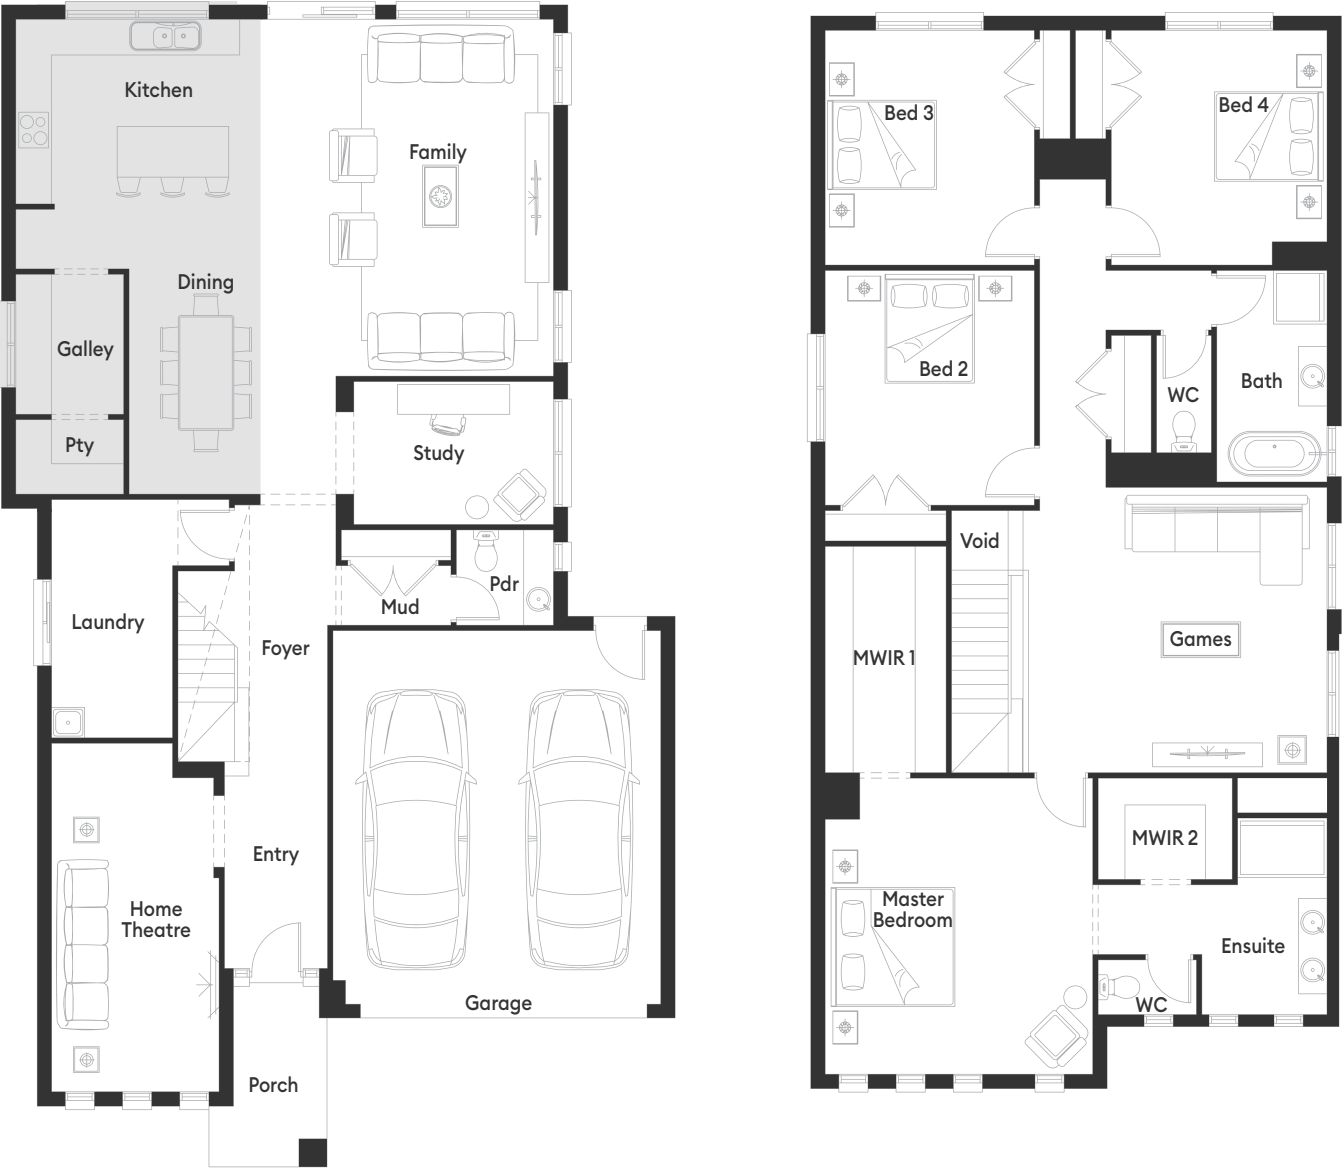 Kitchen
Family
Dining
Galley
Pty
Study
Pdr
Mud
Laundry
Foyer
Entry
Home
Theatre
Garage
Porch
Bed 3
Bed 4
Bed 2
WC
Bath
Void
Games
MWIR 1
MWIR 2
Master
Bedroom
Ensuite
WC